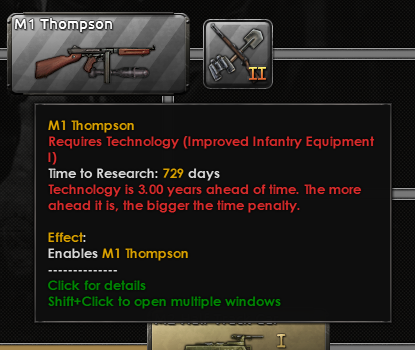 M1 Thompson
II
M1 Thompson
Requires Technology (Improved Infantry Equipment
I)
Time to Research: 729 days
Technology is 3.00 years ahead of time. The more
ahead it is, the bigger the time penalty.
Effect:
Enables M1 Thompson
--------------
Click for details
Shift+Click to open multiple windows
I